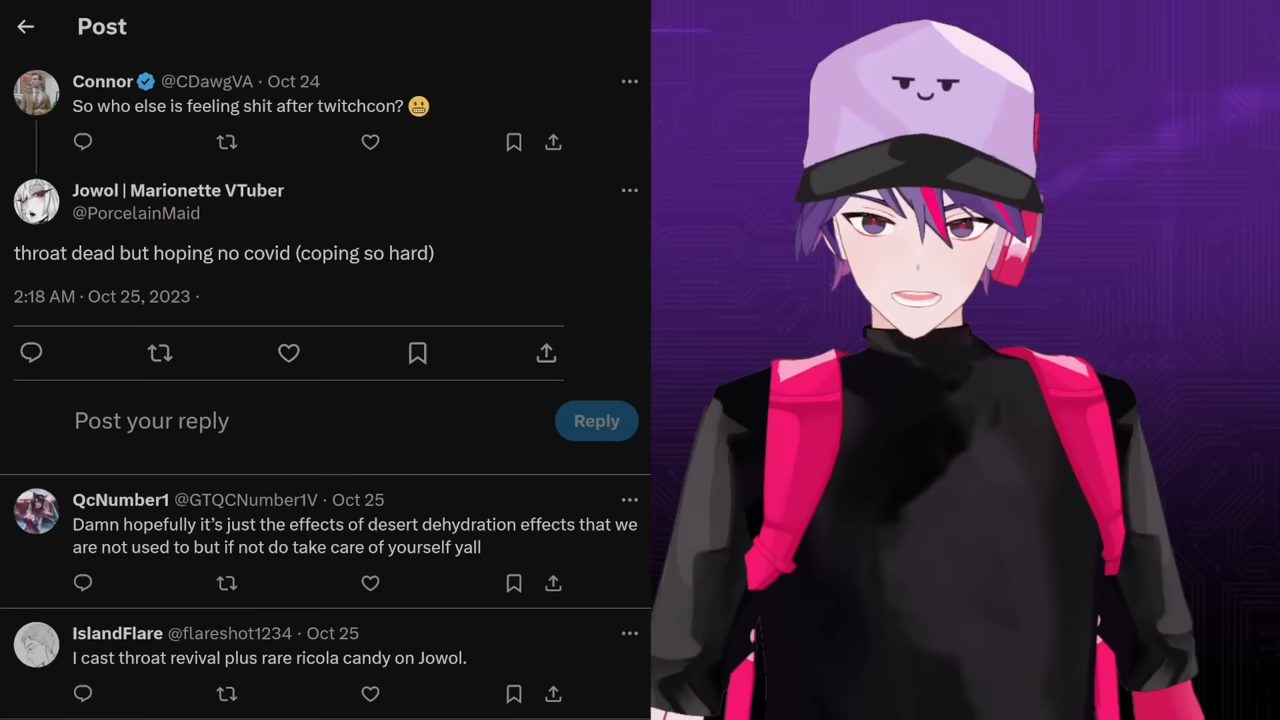 Post
Connor @CDawgVA · Oct 24
So who else is feeling shit after twitchcon? 😬
Jowol | Marionette VTuber
@PorcelainMaid
throat dead but hoping no covid (coping so hard)
2:18 AM · Oct 25, 2023 ·
Post your reply
Reply
QcNumber1 @GTQCNumber1V · Oct 25
Damn hopefully it's just the effects of desert dehydration effects that we
are not used to but if not do take care of yourself yall
IslandFlare @flareshot1234 · Oct 25
I cast throat revival plus rare ricola candy on Jowol.